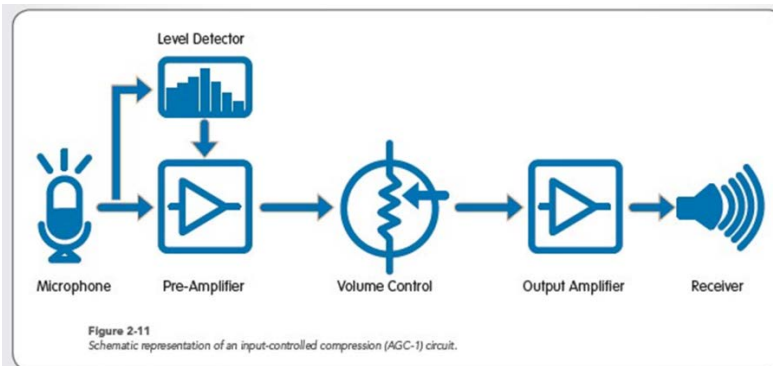 Level Detector
Microphone
Pre-Amplifier
Volume Control
Output Amplifier
Receiver
Figure 2-11
Schematic representation of an input-controlled compression (AGC-1) circuit.